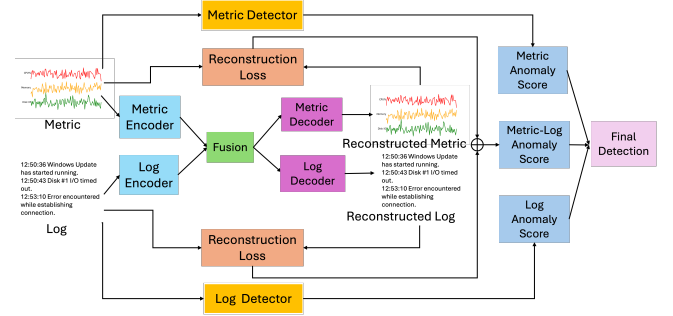 Metric Detector
Reconstruction
Loss
Metric
Anomaly
Score
Metric
Metric
Encoder
Metric
Decoder
Reconstructed Metric
Fusion
Metric-Log
Anomaly
Score
Final
Detection
12:50:36 Windows Update
has started running.
12:50:43 Disk #1 I/O timed
out.
12:53:10 Error encountered
while establishing
connection.
Log
Log
Encoder
Log
Decoder
12:50:36 Windows Update
has started running.
12:50:43 Disk #1 I/O timed
out.
12:53:10 Error encountered
while establishing
connection.
Reconstructed Log
Log
Anomaly
Score
Reconstruction
Loss
Log Detector